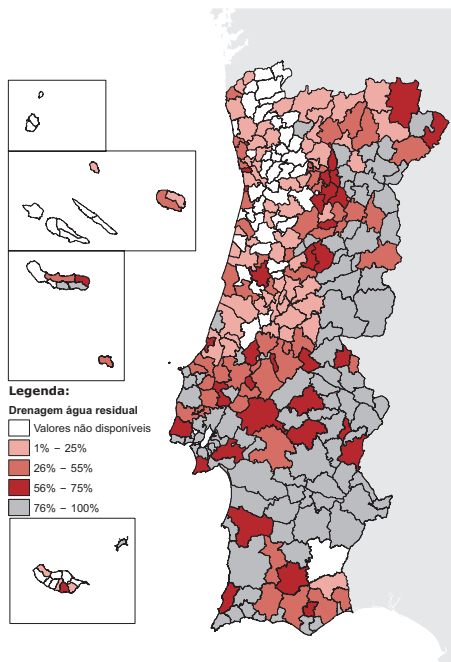 Legenda:
Drenagem água residual
Valores não disponíveis
1% – 25%
26% – 55%
56% – 75%
76% – 100%